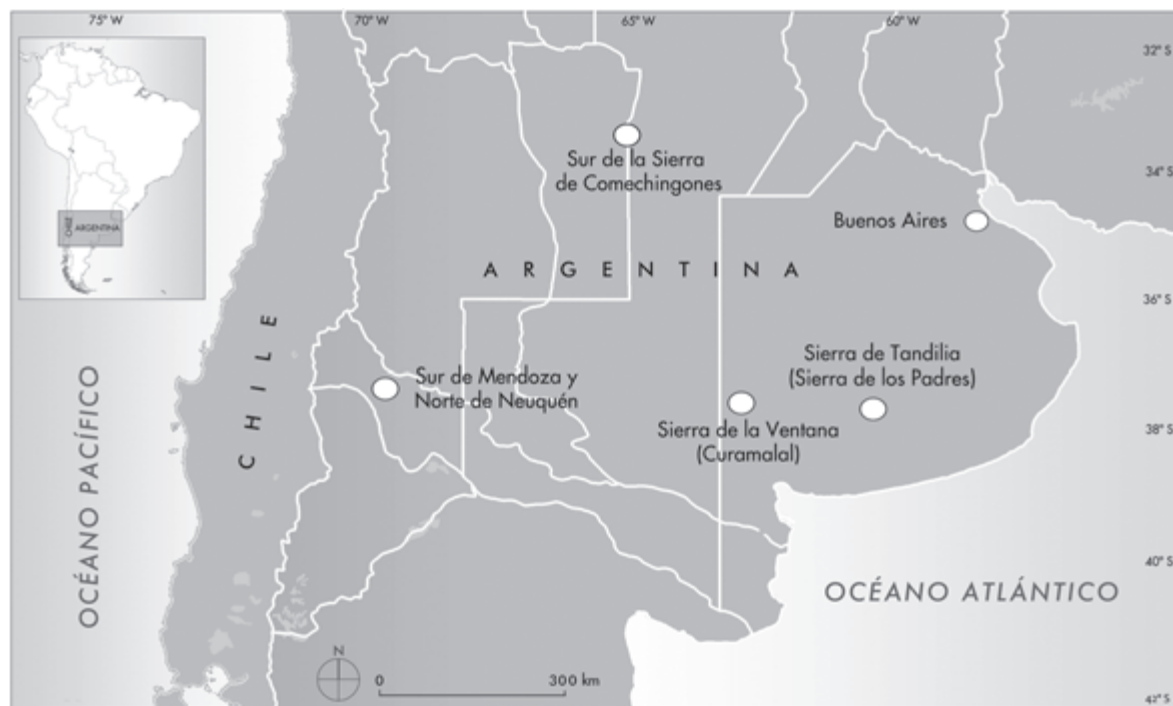 75° W
70° W
65° W
60° W
32° S
34° S
36° S
38° S
40° S
42° S
CHILE
ARGENTINA
Sur de la Sierra
de Comechingones
Buenos Aires
ARGENTINA
CHILE
Sierra de Tandilia
(Sierra de los Padres)
Sur de Mendoza y
Norte de Neuquén
Sierra de la Ventana
(Curamalal)
OCÉANO PACÍFICO
OCÉANO ATLÁNTICO
N
0
300 km